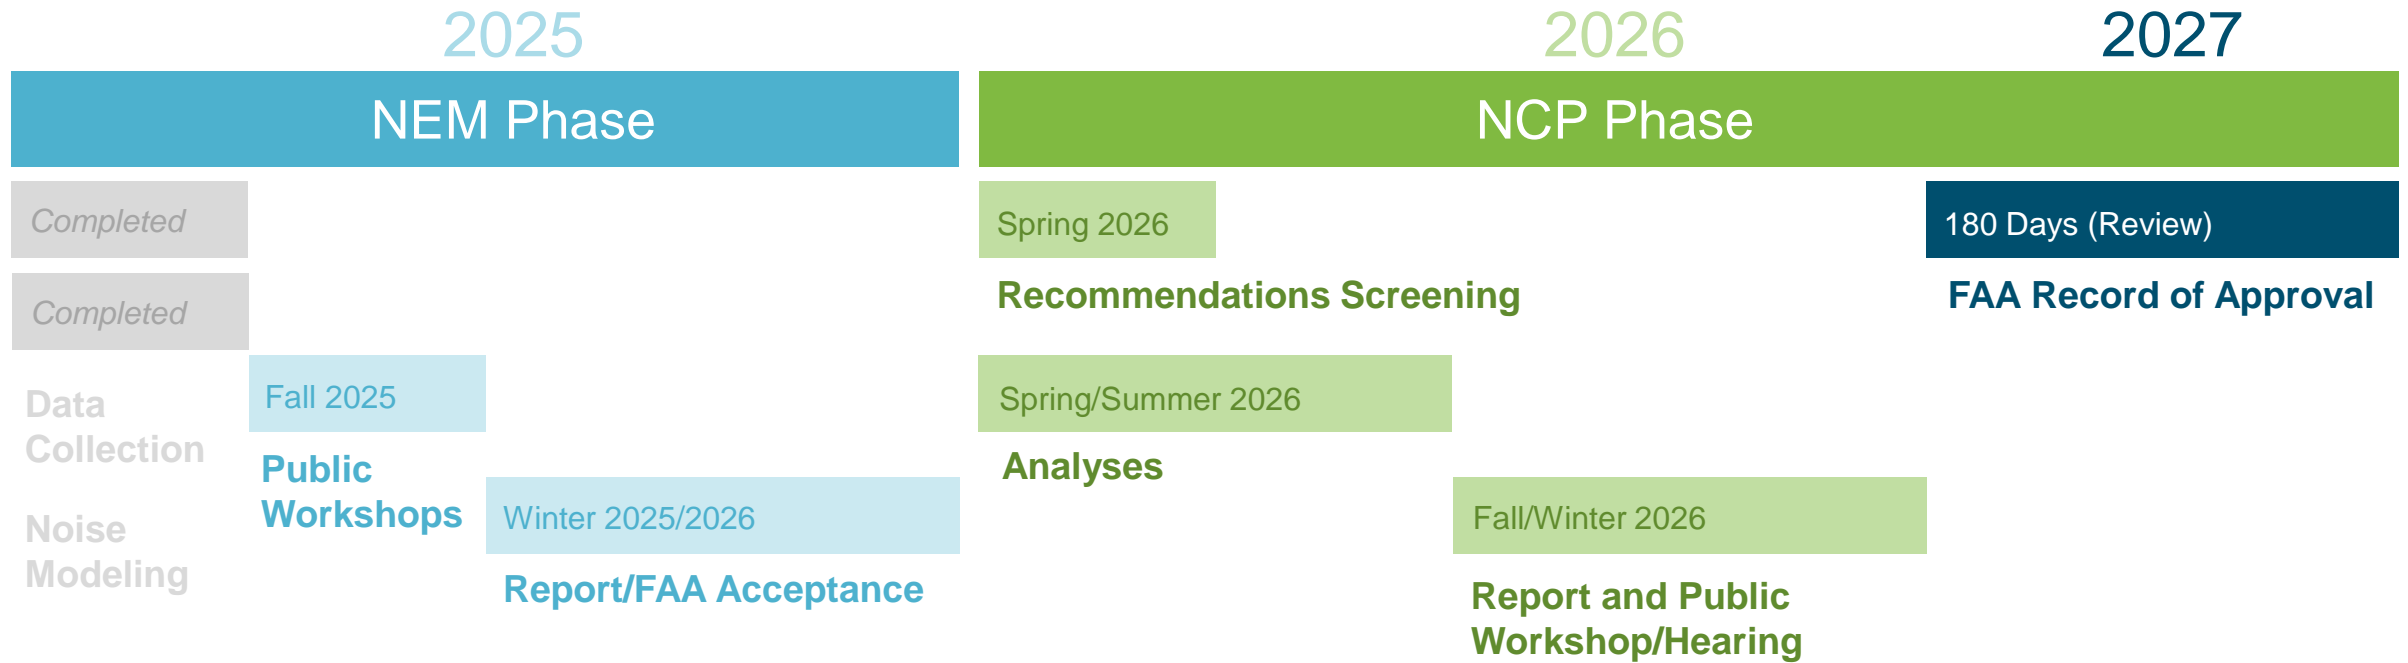 2025
2026
2027
NEM Phase
NCP Phase
Completed
Completed
Data
Collection
Noise
Modeling
Fall 2025
Public
Workshops
Winter 2025/2026
Report/FAA Acceptance
Spring 2026
Recommendations Screening
Spring/Summer 2026
Analyses
Fall/Winter 2026
Report and Public
Workshop/Hearing
180 Days (Review)
FAA Record of Approval